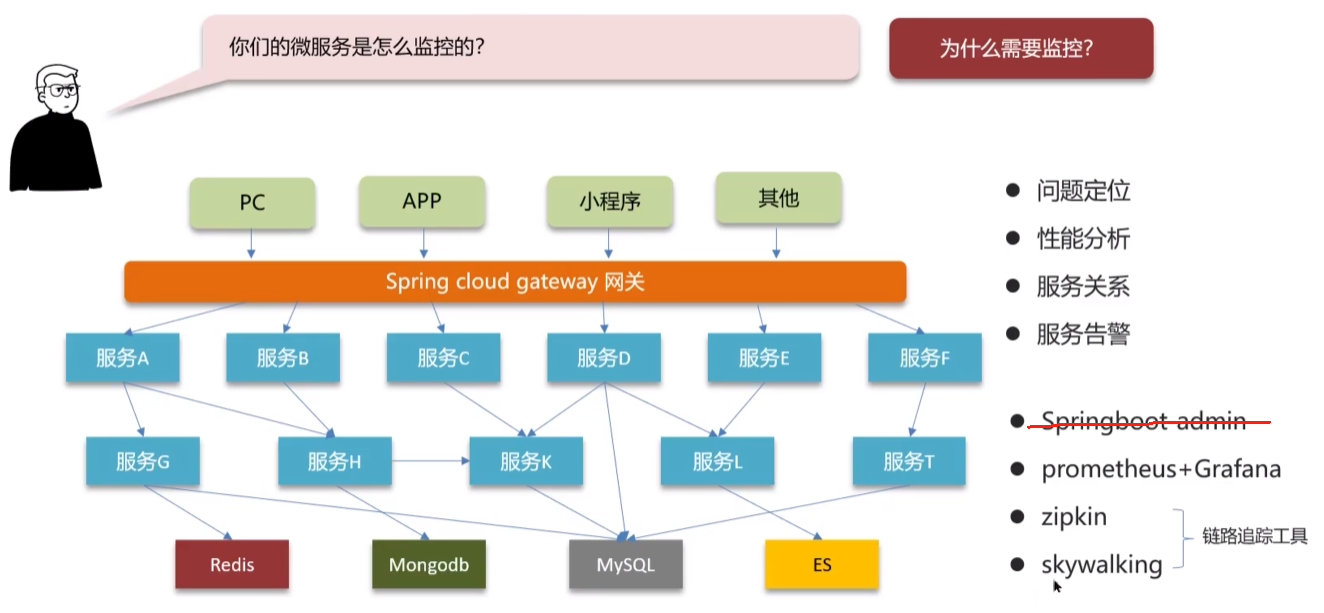 你们的微服务是怎么监控的？
为什么需要监控？
PC
APP
小程序
其他
Spring cloud gateway 网关
服务A
服务B
服务C
服务D
服务E
服务F
服务G
服务H
服务K
服务L
服务T
Redis
Mongodb
MySQL
ES
问题定位
性能分析
服务关系
服务告警
Springboot-admin
prometheus+Grafana
zipkin
skywalking
链路追踪工具